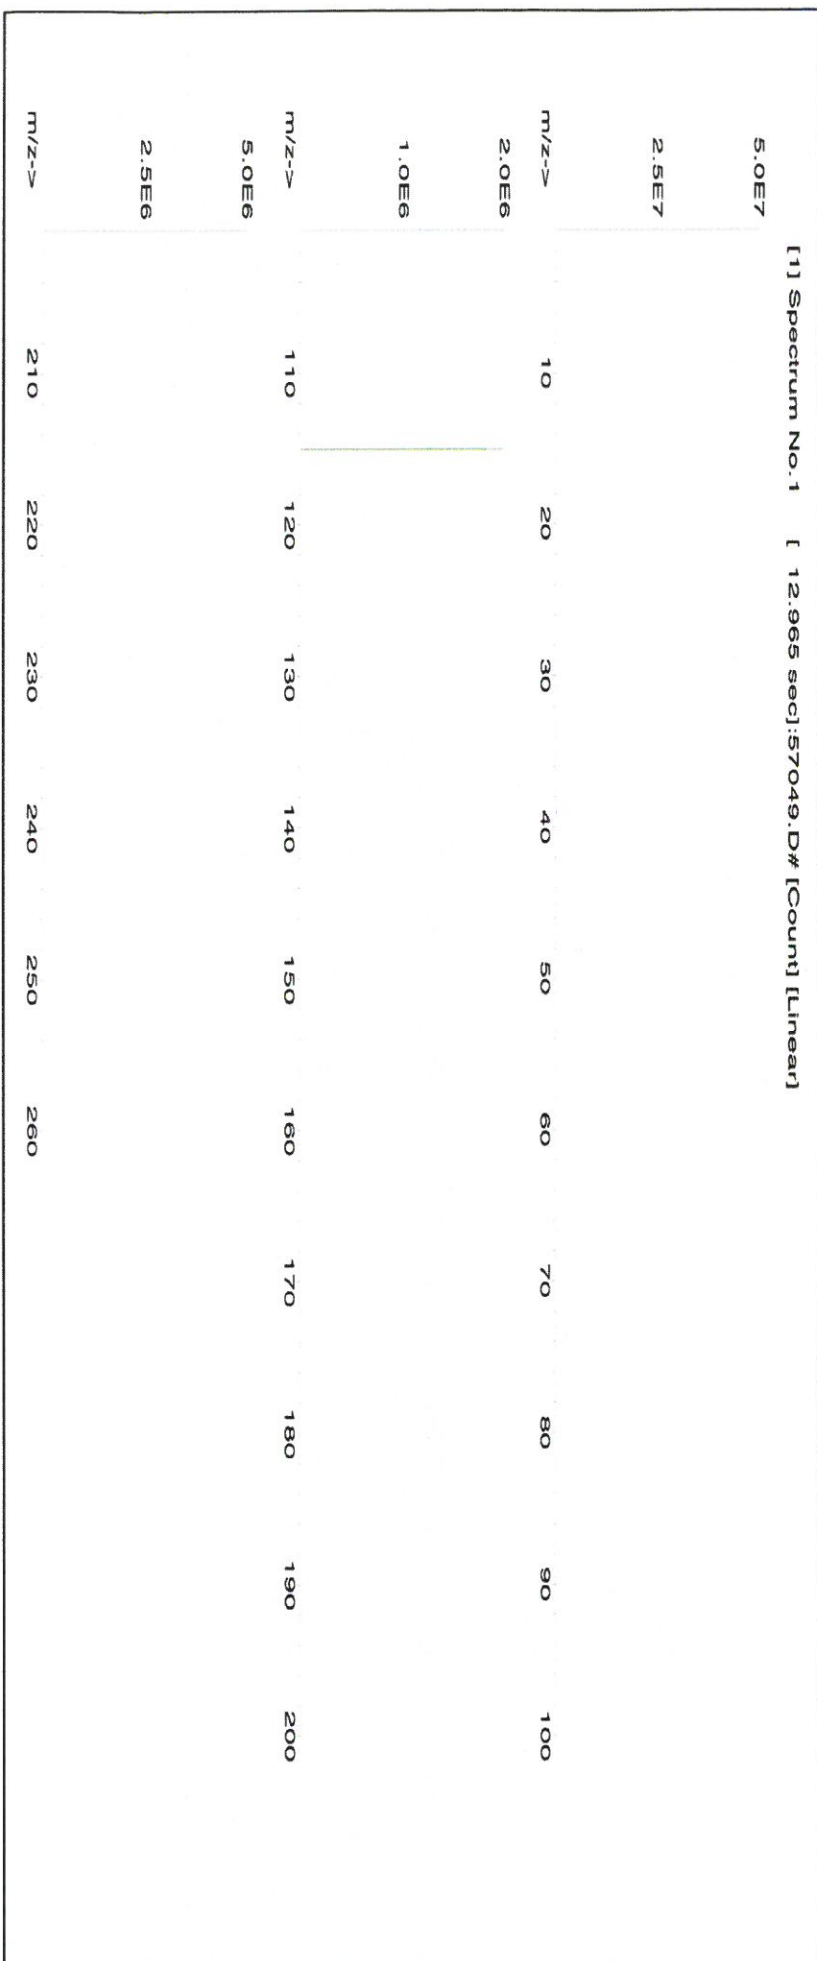 [1] Spectrum No.1 [ 12.965 sec]:57049.D# [Count] [Linear]
5.0E7
2.5E7
m/z-> 10 20 30 40 50 60 70 80 90 100
2.0E6
1.0E6
m/z-> 110 120 130 140 150 160 170 180 190 200
5.0E6
2.5E6
m/z-> 210 220 230 240 250 260